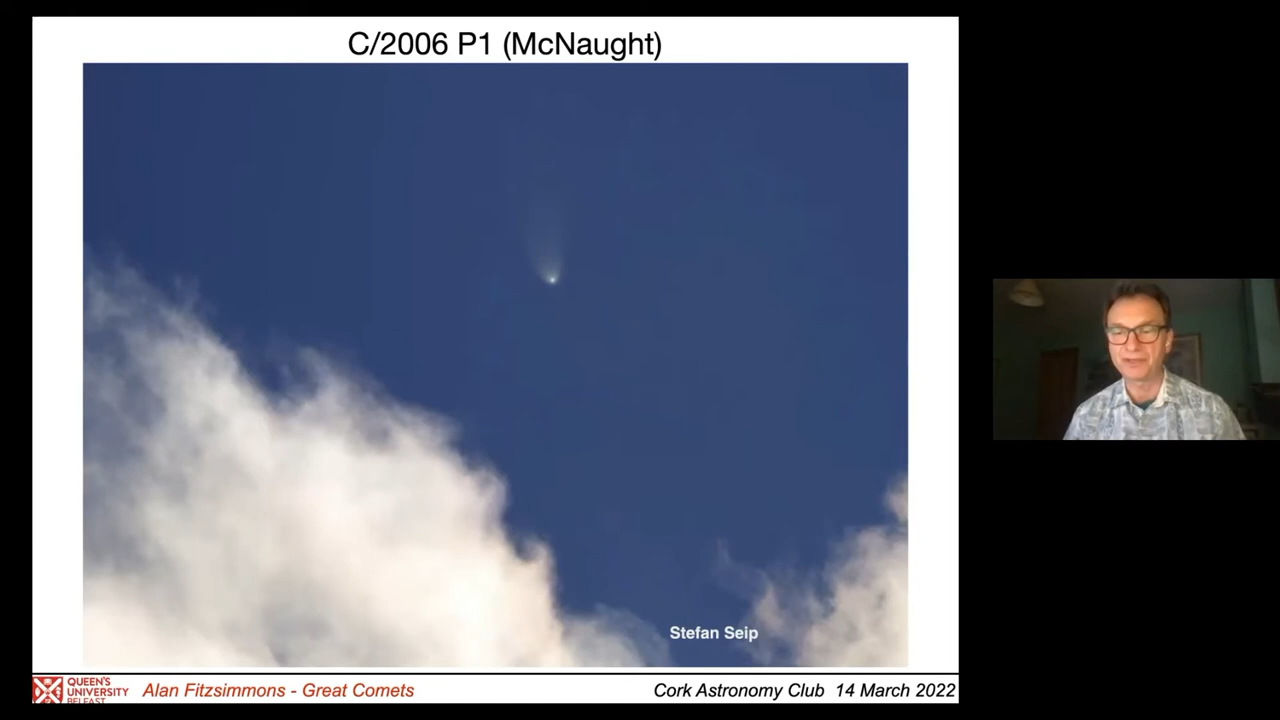 C/2006 P1 (McNaught)
Stefan Seip
QUEEN'S
UNIVERSITY
BELFAST
Alan Fitzsimmons - Great Comets
Cork Astronomy Club 14 March 2022